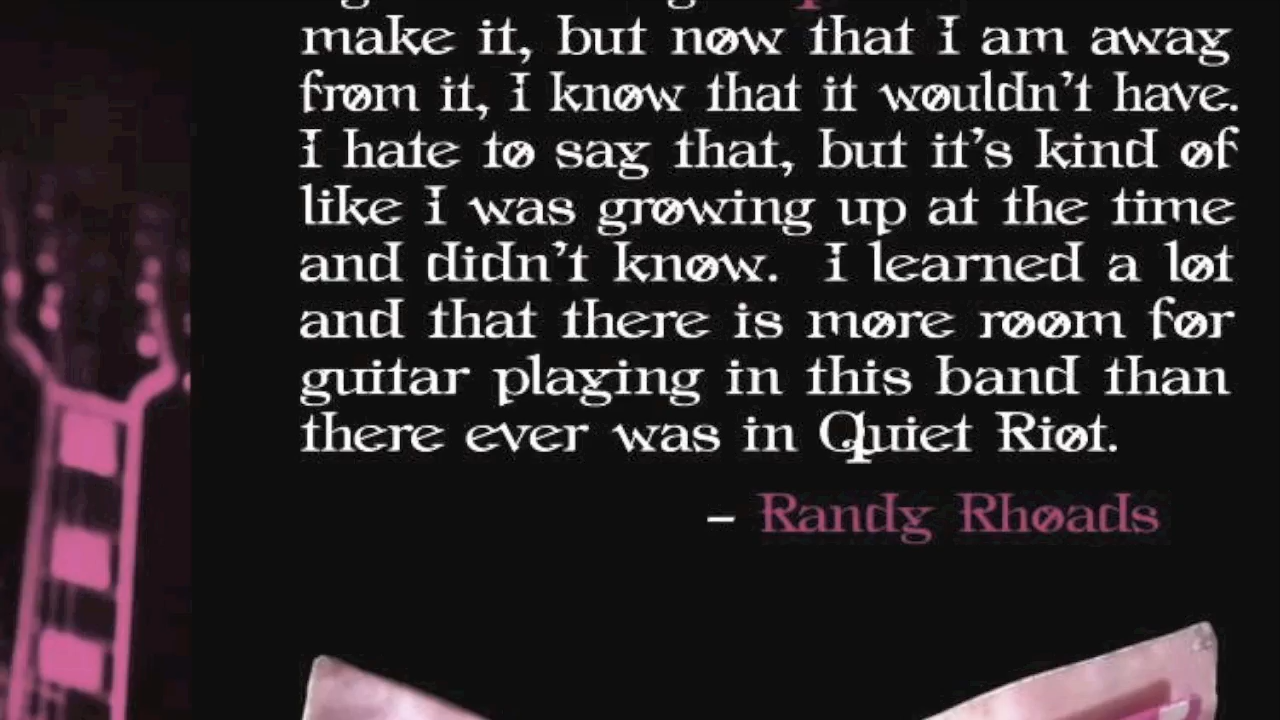 make it, but now that I am away
from it, I know that it wouldn't have.
I hate to say that, but it's kind of
like I was growing up at the time
and didn't know.  I learned a lot
and that there is more room for
guitar playing in this band than
there ever was in Quiet Riot.
– Randy Rhoads